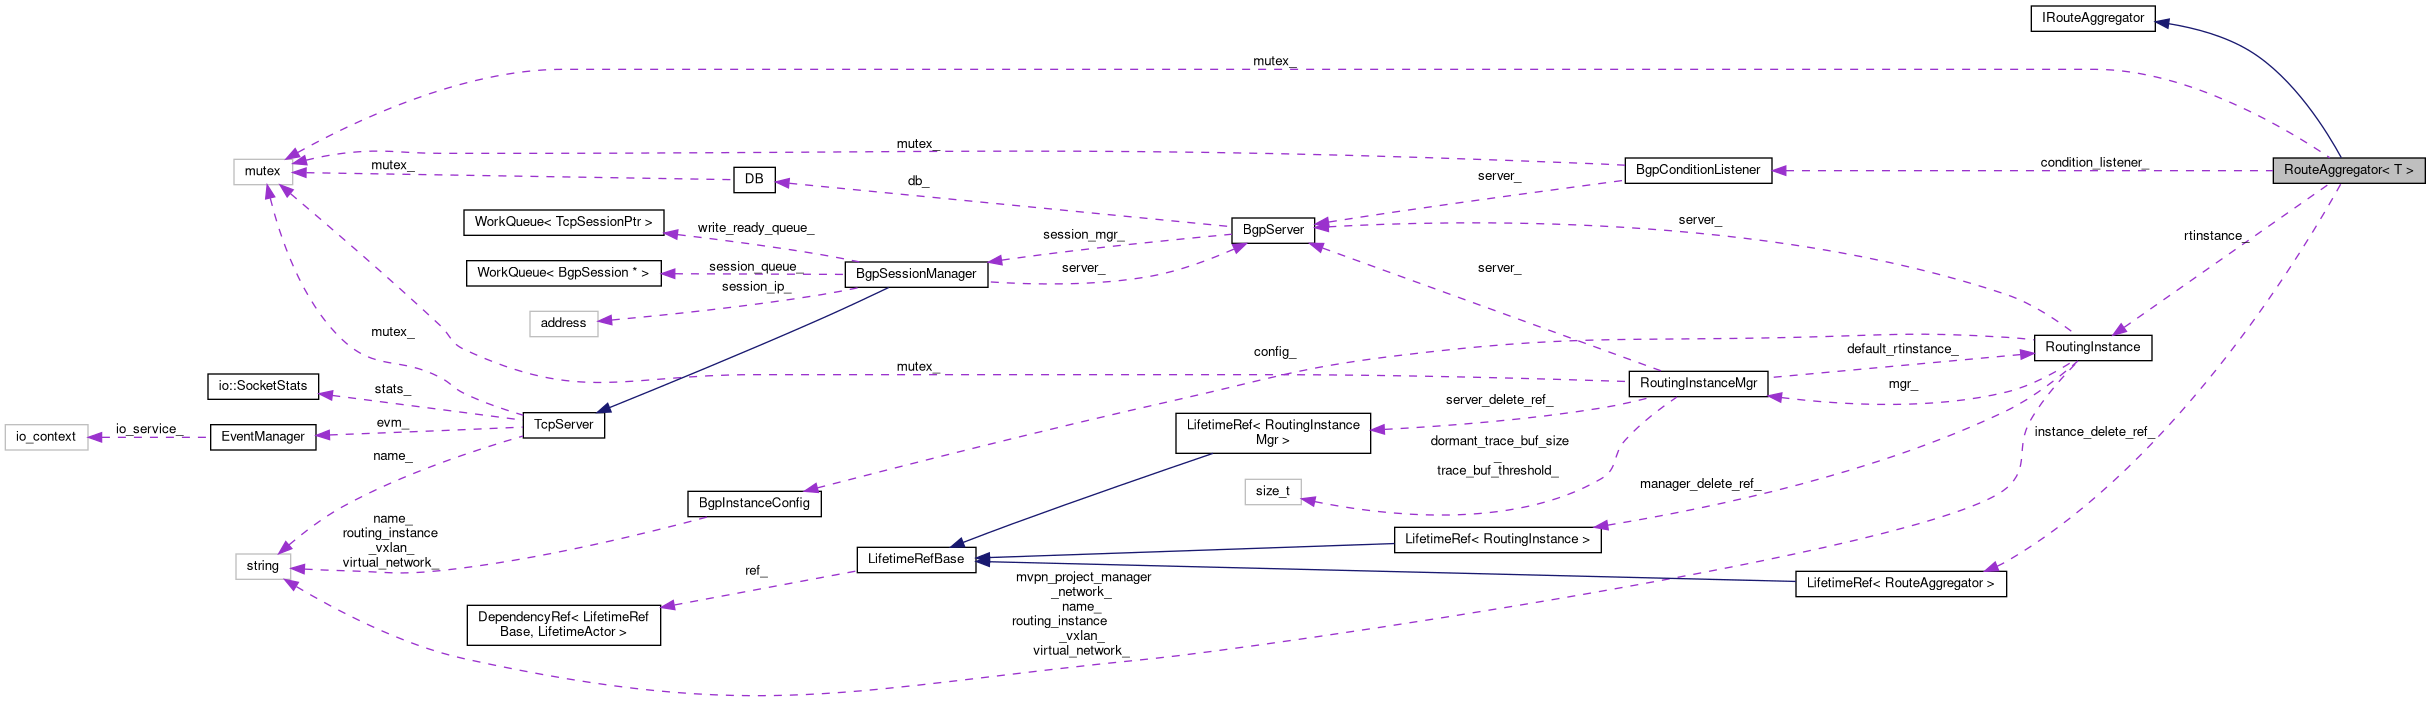 IRouteAggregator
mutex_
mutex_
mutex
mutex_
DB
BgpConditionListener
condition_listener_
RouteAggregator< T >
db_
server_
WorkQueue< TcpSessionPtr >
write_ready_queue_
session_mgr_
BgpServer
server_
rtinstance_
WorkQueue< BgpSession * >
session_queue_
BgpSessionManager
server_
server_
session_ip_
address
mutex_
config_
default_rtinstance_
RoutingInstance
io::SocketStats
stats_
mutex_
RoutingInstanceMgr
mgr_
server_delete_ref_
io_context
io_service_
EventManager
evm_
TcpServer
LifetimeRef< RoutingInstance
Mgr >
instance_delete_ref_
name_
dormant_trace_buf_size
_
trace_buf_threshold_
manager_delete_ref_
size_t
BgpInstanceConfig
name_
routing_instance
_vxlan_
virtual_network_
LifetimeRef< RoutingInstance >
string
LifetimeRefBase
ref_
LifetimeRef< RouteAggregator >
mvpn_project_manager
_network_
name_
routing_instance
_vxlan_
virtual_network_
DependencyRef< LifetimeRef
Base, LifetimeActor >